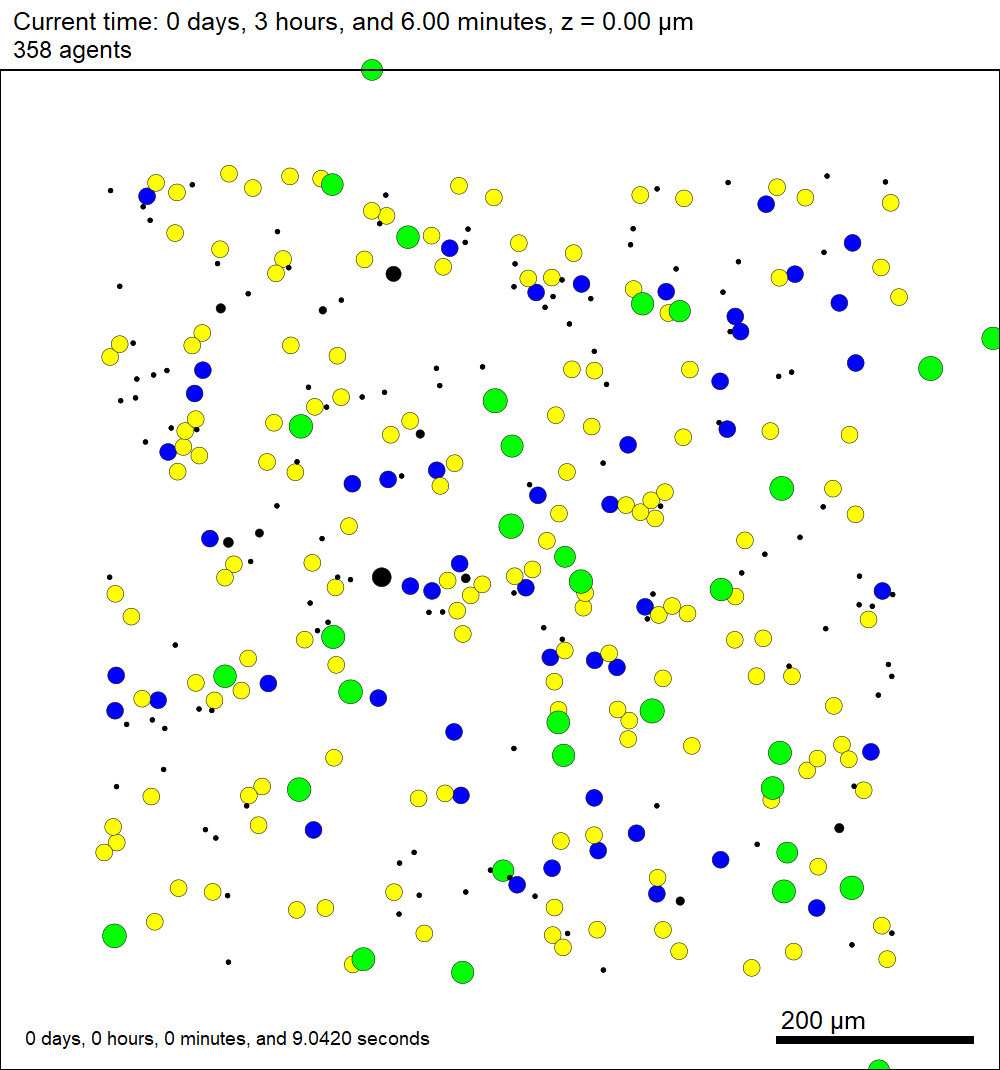 Current time: 0 days, 3 hours, and 6.00 minutes, z = 0.00 µm
358 agents
200 µm
0 days, 0 hours, 0 minutes, and 9.0420 seconds